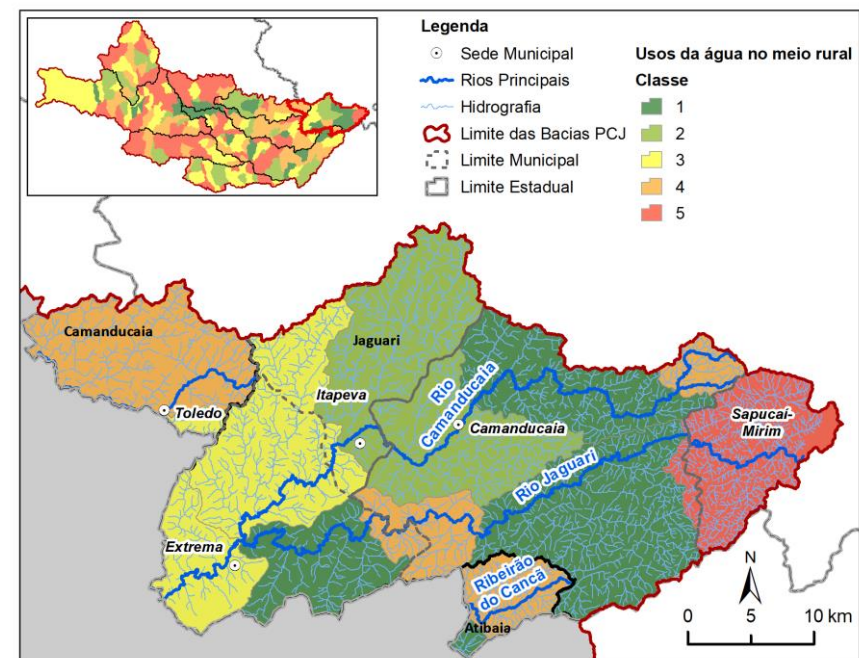 Legenda
Sede Municipal
Rios Principais
Hidrografia
Limite das Bacias PCJ
Limite Municipal
Limite Estadual
Usos da água no meio rural
Classe
1
2
3
4
5
Camanducaia
Jaguari
Toledo
Itapeva
Rio
Camanducaia
Camanducaia
Sapucaí-
Mirim
Rio Jaguari
Extrema
Ribeirão
do Cancã
Atibaia
N
0 5 10 km